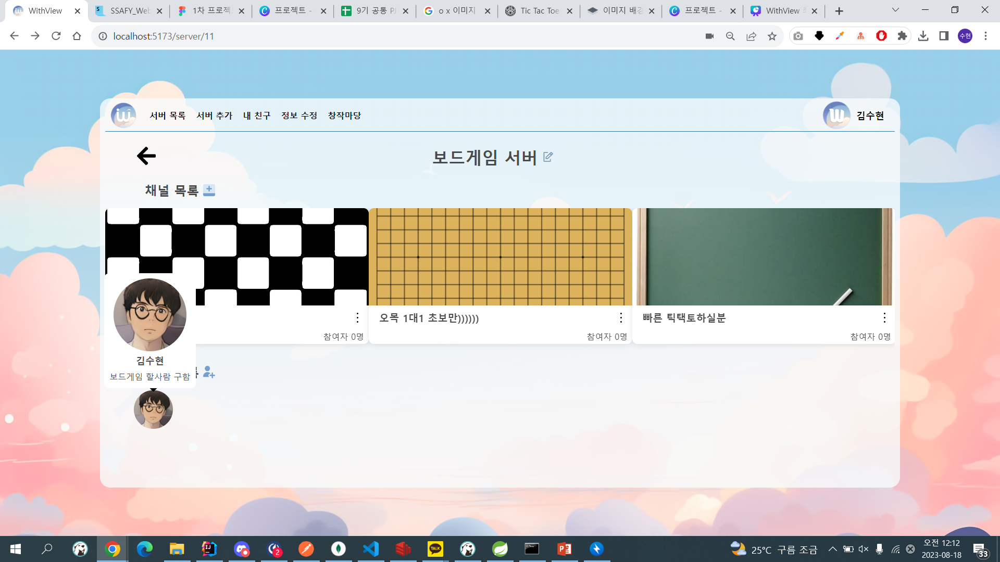 WithView
SSAFY_Web
1차 프로젝
프로젝트 -
9기 공통 PJ
o x 이미지
Tic Tac Toe
이미지 배경
프로젝트 -
WithView
localhost:5173/server/11
수현
서버 목록 서버 추가 내 친구 정보 수정 창작마당
김수현
보드게임 서버
채널 목록
오목 1대1 초보만))))))
빠른 틱택토하실분
참여자 0명
참여자 0명
참여자 0명
김수현
보드게임 할사람 구함
2
TALK
25°C 구름 조금
오전 12:12
2023-08-18
33